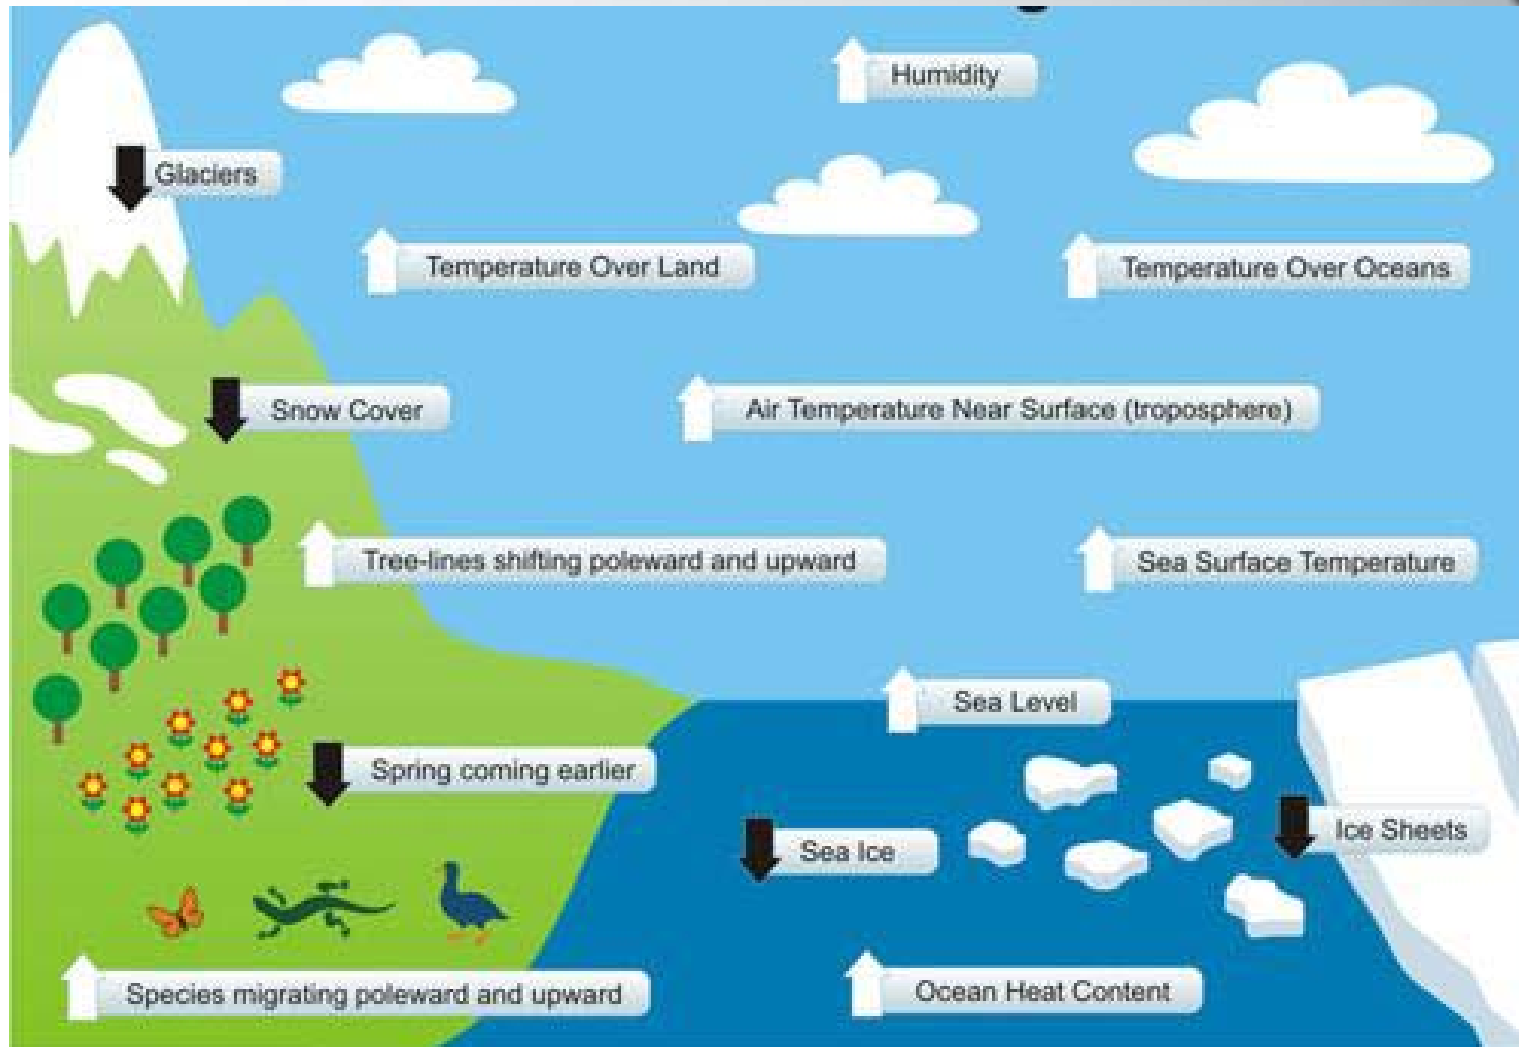 Humidity
Glaciers
Temperature Over Land
Temperature Over Oceans
Snow Cover
Air Temperature Near Surface (troposphere)
Tree-lines shifting poleward and upward
Sea Surface Temperature
Sea Level
Spring coming earlier
Ice Sheets
Sea Ice
Species migrating poleward and upward
Ocean Heat Content